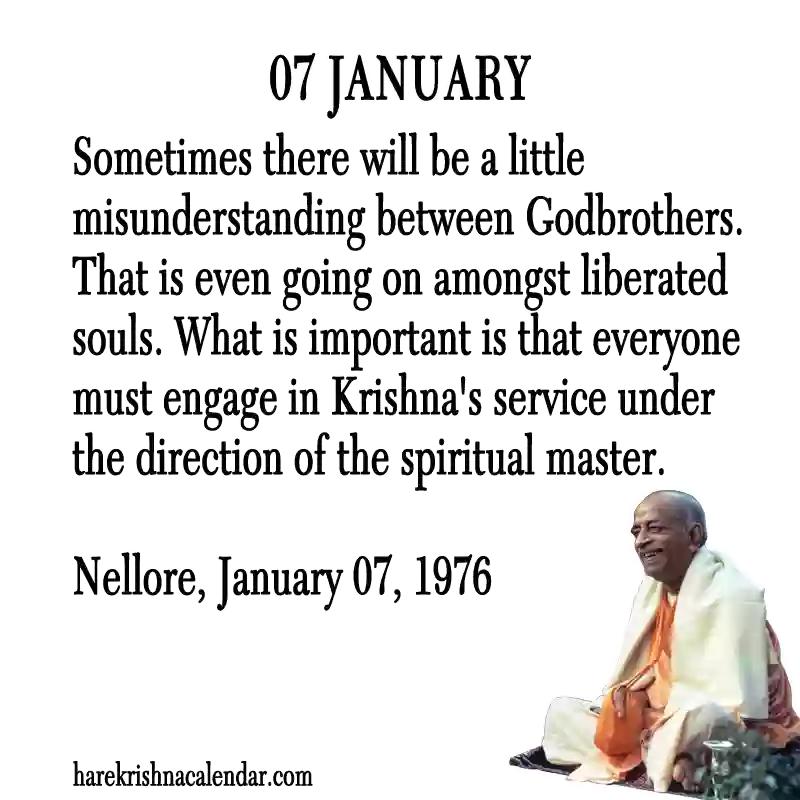 07 JANUARY
Sometimes there will be a little
misunderstanding between Godbrothers.
That is even going on amongst liberated
souls. What is important is that everyone
must engage in Krishna's service under
the direction of the spiritual master.
Nellore, January 07, 1976
harekrishnacalendar.com